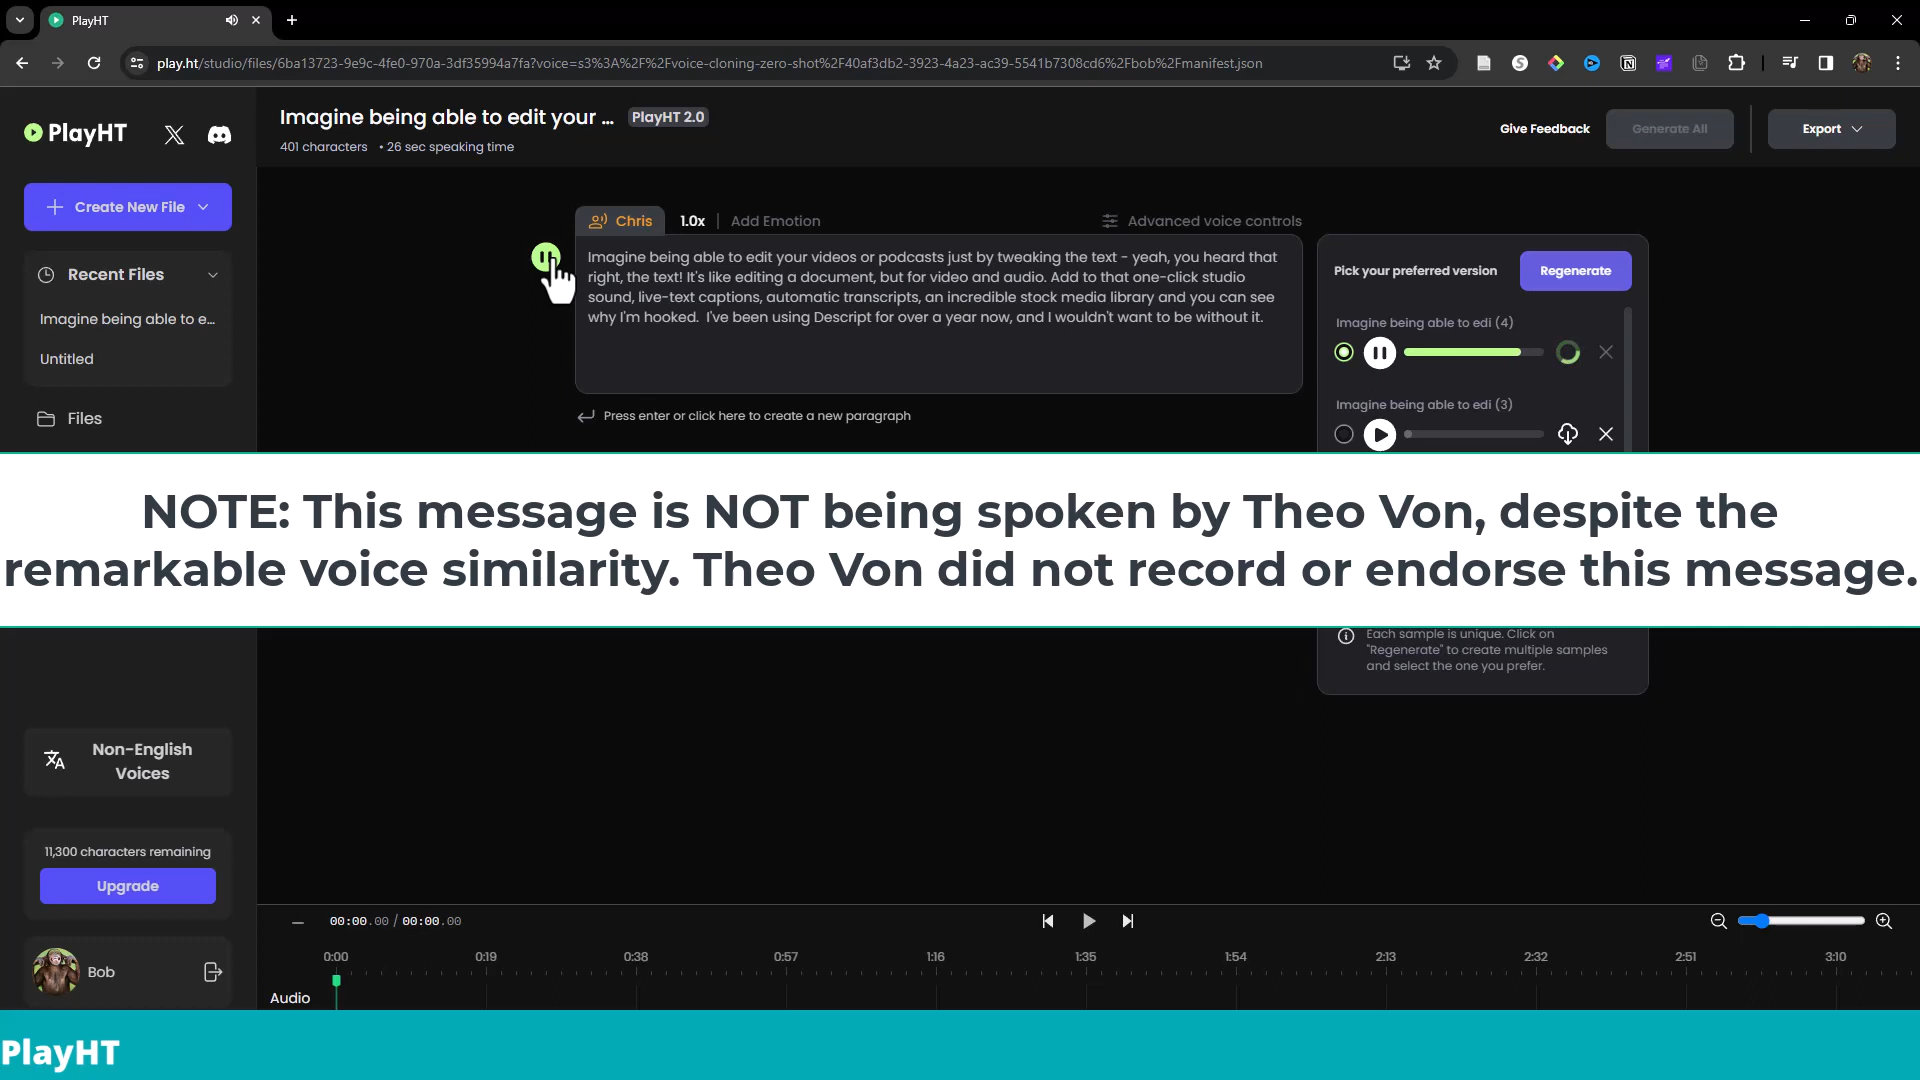 PlayHT
play.ht/studio/files/6ba13723-9e9c-4fe0-970a-3df35994a7fa?voice=s3%3A%2F%2Fvoice-cloning-zero-shot%2F40af3db2-3923-4a23-ac39-5541b7308cd6%2Fbob%2Fmanifest.json
PlayHT
Imagine being able to edit your ... PlayHT 2.0
401 characters • 26 sec speaking time
Give Feedback
Generate All
Export
Create New File
Recent Files
Imagine being able to e...
Untitled
Files
Chris 1.0x Add Emotion
Advanced voice controls
Imagine being able to edit your videos or podcasts just by tweaking the text - yeah, you heard that
right, the text! It's like editing a document, but for video and audio. Add to that one-click studio
sound, live-text captions, automatic transcripts, an incredible stock media library and you can see
why I'm hooked. I've been using Descript for over a year now, and I wouldn't want to be without it.
Press enter or click here to create a new paragraph
Pick your preferred version
Regenerate
Imagine being able to edi (4)
Imagine being able to edi (3)
NOTE: This message is NOT being spoken by Theo Von, despite the
remarkable voice similarity. Theo Von did not record or endorse this message.
Each sample is unique. Click on
"Regenerate" to create multiple samples
and select the one you prefer.
Non-English
Voices
11,300 characters remaining
Upgrade
Bob
00:00.00 / 00:00.00
0:00 0:19 0:38 0:57 1:16 1:35 1:54 2:13 2:32 2:51 3:10
Audio
PlayHT